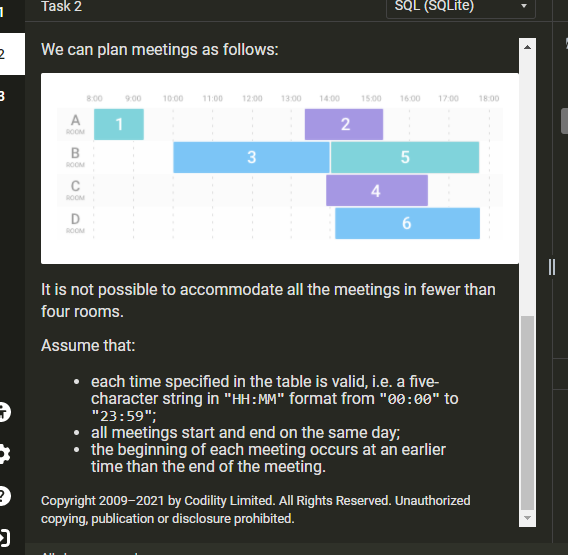 1
Task 2
SQL (SQLite)
2
3
We can plan meetings as follows:
8:00 9:00 10:00 11:00 12:00 13:00 14:00 15:00 16:00 17:00 18:00
A
ROOM
1
2
B
ROOM
3
5
C
ROOM
4
D
ROOM
6
It is not possible to accommodate all the meetings in fewer than
four rooms.
Assume that:
• each time specified in the table is valid, i.e. a five-
character string in "HH:MM" format from "00:00" to
"23:59";
• all meetings start and end on the same day;
• the beginning of each meeting occurs at an earlier
time than the end of the meeting.
Copyright 2009–2021 by Codility Limited. All Rights Reserved. Unauthorized
copying, publication or disclosure prohibited.